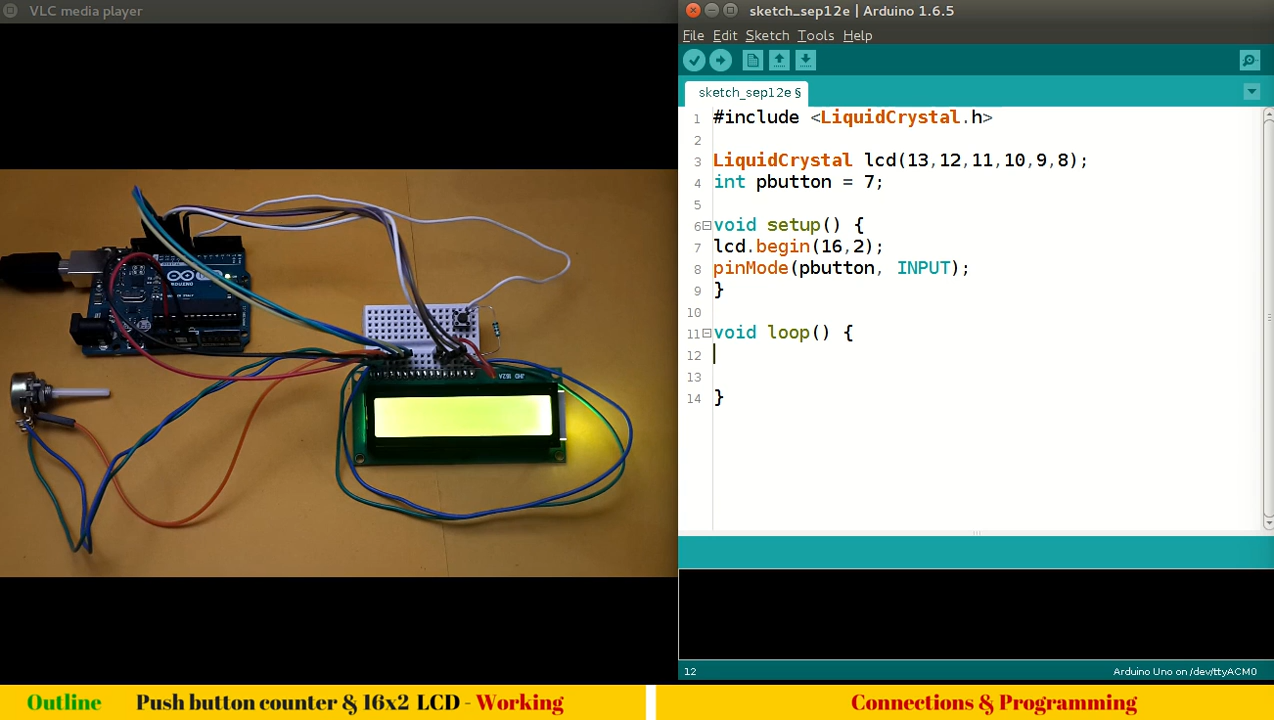 VLC media player
sketch_sep12e | Arduino 1.6.5
File Edit Sketch Tools Help
sketch_sep12e §
1 #include <LiquidCrystal.h>
2
3 LiquidCrystal lcd(13,12,11,10,9,8);
4 int pbutton = 7;
5
6 void setup() {
7 lcd.begin(16,2);
8 pinMode(pbutton, INPUT);
9 }
10
11 void loop() {
12
13
14 }
12
Arduino Uno on /dev/ttyACM0
Outline Push button counter & 16x2 LCD - Working
Connections & Programming